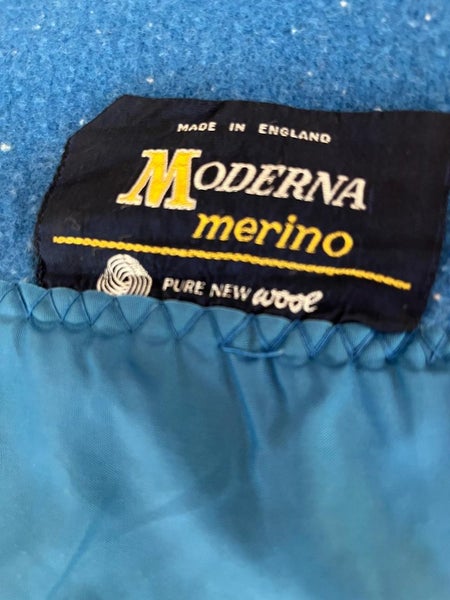 MADE IN ENGLAND
MODERNA
merino
PURE NEW wool